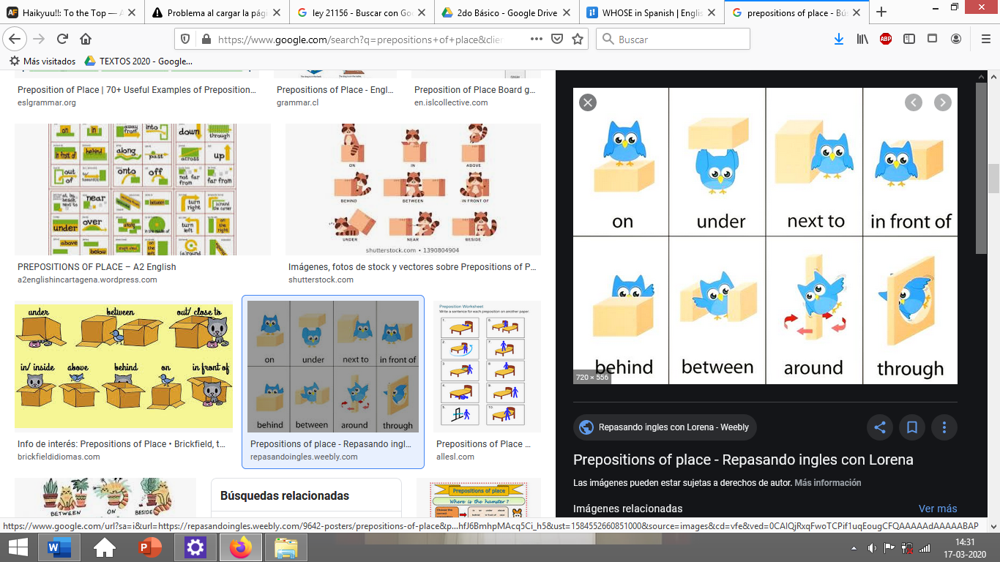 Haikyuu!!: To the Top — A
Problema al cargar la pági
ley 21156 - Buscar con Goo
2do Básico - Google Drive
WHOSE in Spanish | Englis
prepositions of place - Bús
https://www.google.com/search?q=prepositions+of+place&clie
Buscar
ABP
Más visitados
TEXTOS 2020 - Google...
Preposition of Place | 70+ Useful Examples of Preposition...
eslgrammar.org
Prepositions of Place - Engl...
grammar.cl
Preposition of Place Board g...
en.islcollective.com
on
in
away from
into
down
through
in front of
behind
along
past
across
up
out of
onto
off
not far from
far from
near
between
turn right
under
over
in the middle of
turn left
on the right
above
below
ON
IN
ABOVE
BEHIND
BETWEEN
IN FRONT OF
UNDER
NEAR
BESIDE
shutterstock.com • 1390804904
PREPOSITIONS OF PLACE – A2 English
a2englishincartagena.wordpress.com
Imágenes, fotos de stock y vectores sobre Prepositions of P...
shutterstock.com
under
between
out/ close to
in/ inside
above
behind
on
in front of
on
under
next to
in front of
behind
between
around
through
Preposition Worksheet
Write a sentence for each preposition on another paper.
1.
6.
2.
7.
3.
8.
4.
9.
5.
10.
Info de interés: Prepositions of Place • Brickfield, t...
brickfieldidiomas.com
Prepositions of place - Repasando ingl...
repasandoingles.weebly.com
Prepositions of Place ...
allesl.com
BETWEEN
ON
BESIDE
Búsquedas relacionadas
Prepositions of place
Where is the hamster ?
on
under
next to
in front of
behind
between
around
through
720 × 556
Repasando ingles con Lorena - Weebly
Prepositions of place - Repasando ingles con Lorena
Las imágenes pueden estar sujetas a derechos de autor. Más información
Imágenes relacionadas
Ver más
https://www.google.com/url?sa=i&url=https://repasandoingles.weebly.com/9642-posters/prepositions-of-place&p...hfJ6BmhpMAcq5Ci_h5&ust=1584552660851000&source=images&cd=vfe&ved=0CAIQjRxqFwoTCPif1uqEougCFQAAAAAdAAAAABAP
14:31
17-03-2020